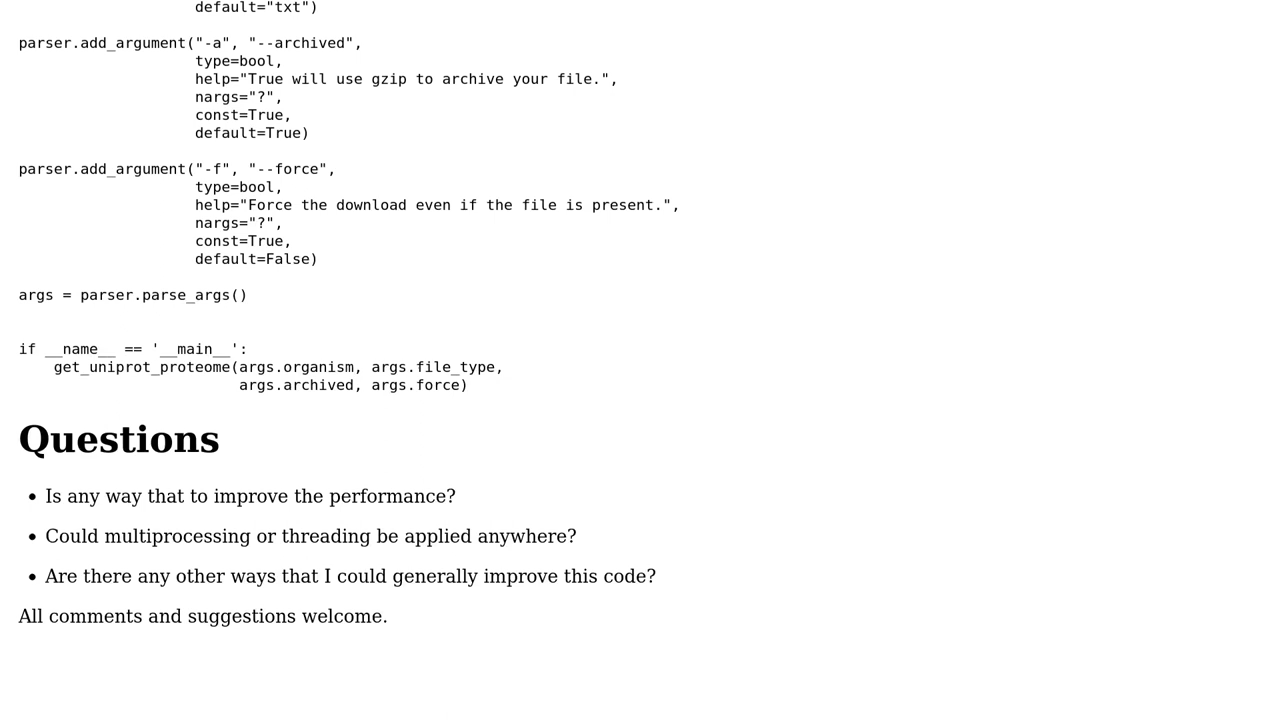 default="txt")
parser.add_argument("-a", "--archived",
type=bool,
help="True will use gzip to archive your file.",
nargs="?",
const=True,
default=True)
parser.add_argument("-f", "--force",
type=bool,
help="Force the download even if the file is present.",
nargs="?",
const=True,
default=False)
args = parser.parse_args()
if __name__ == '__main__':
get_uniprot_proteome(args.organism, args.file_type,
args.archived, args.force)
Questions
• Is any way that to improve the performance?
• Could multiprocessing or threading be applied anywhere?
• Are there any other ways that I could generally improve this code?
All comments and suggestions welcome.